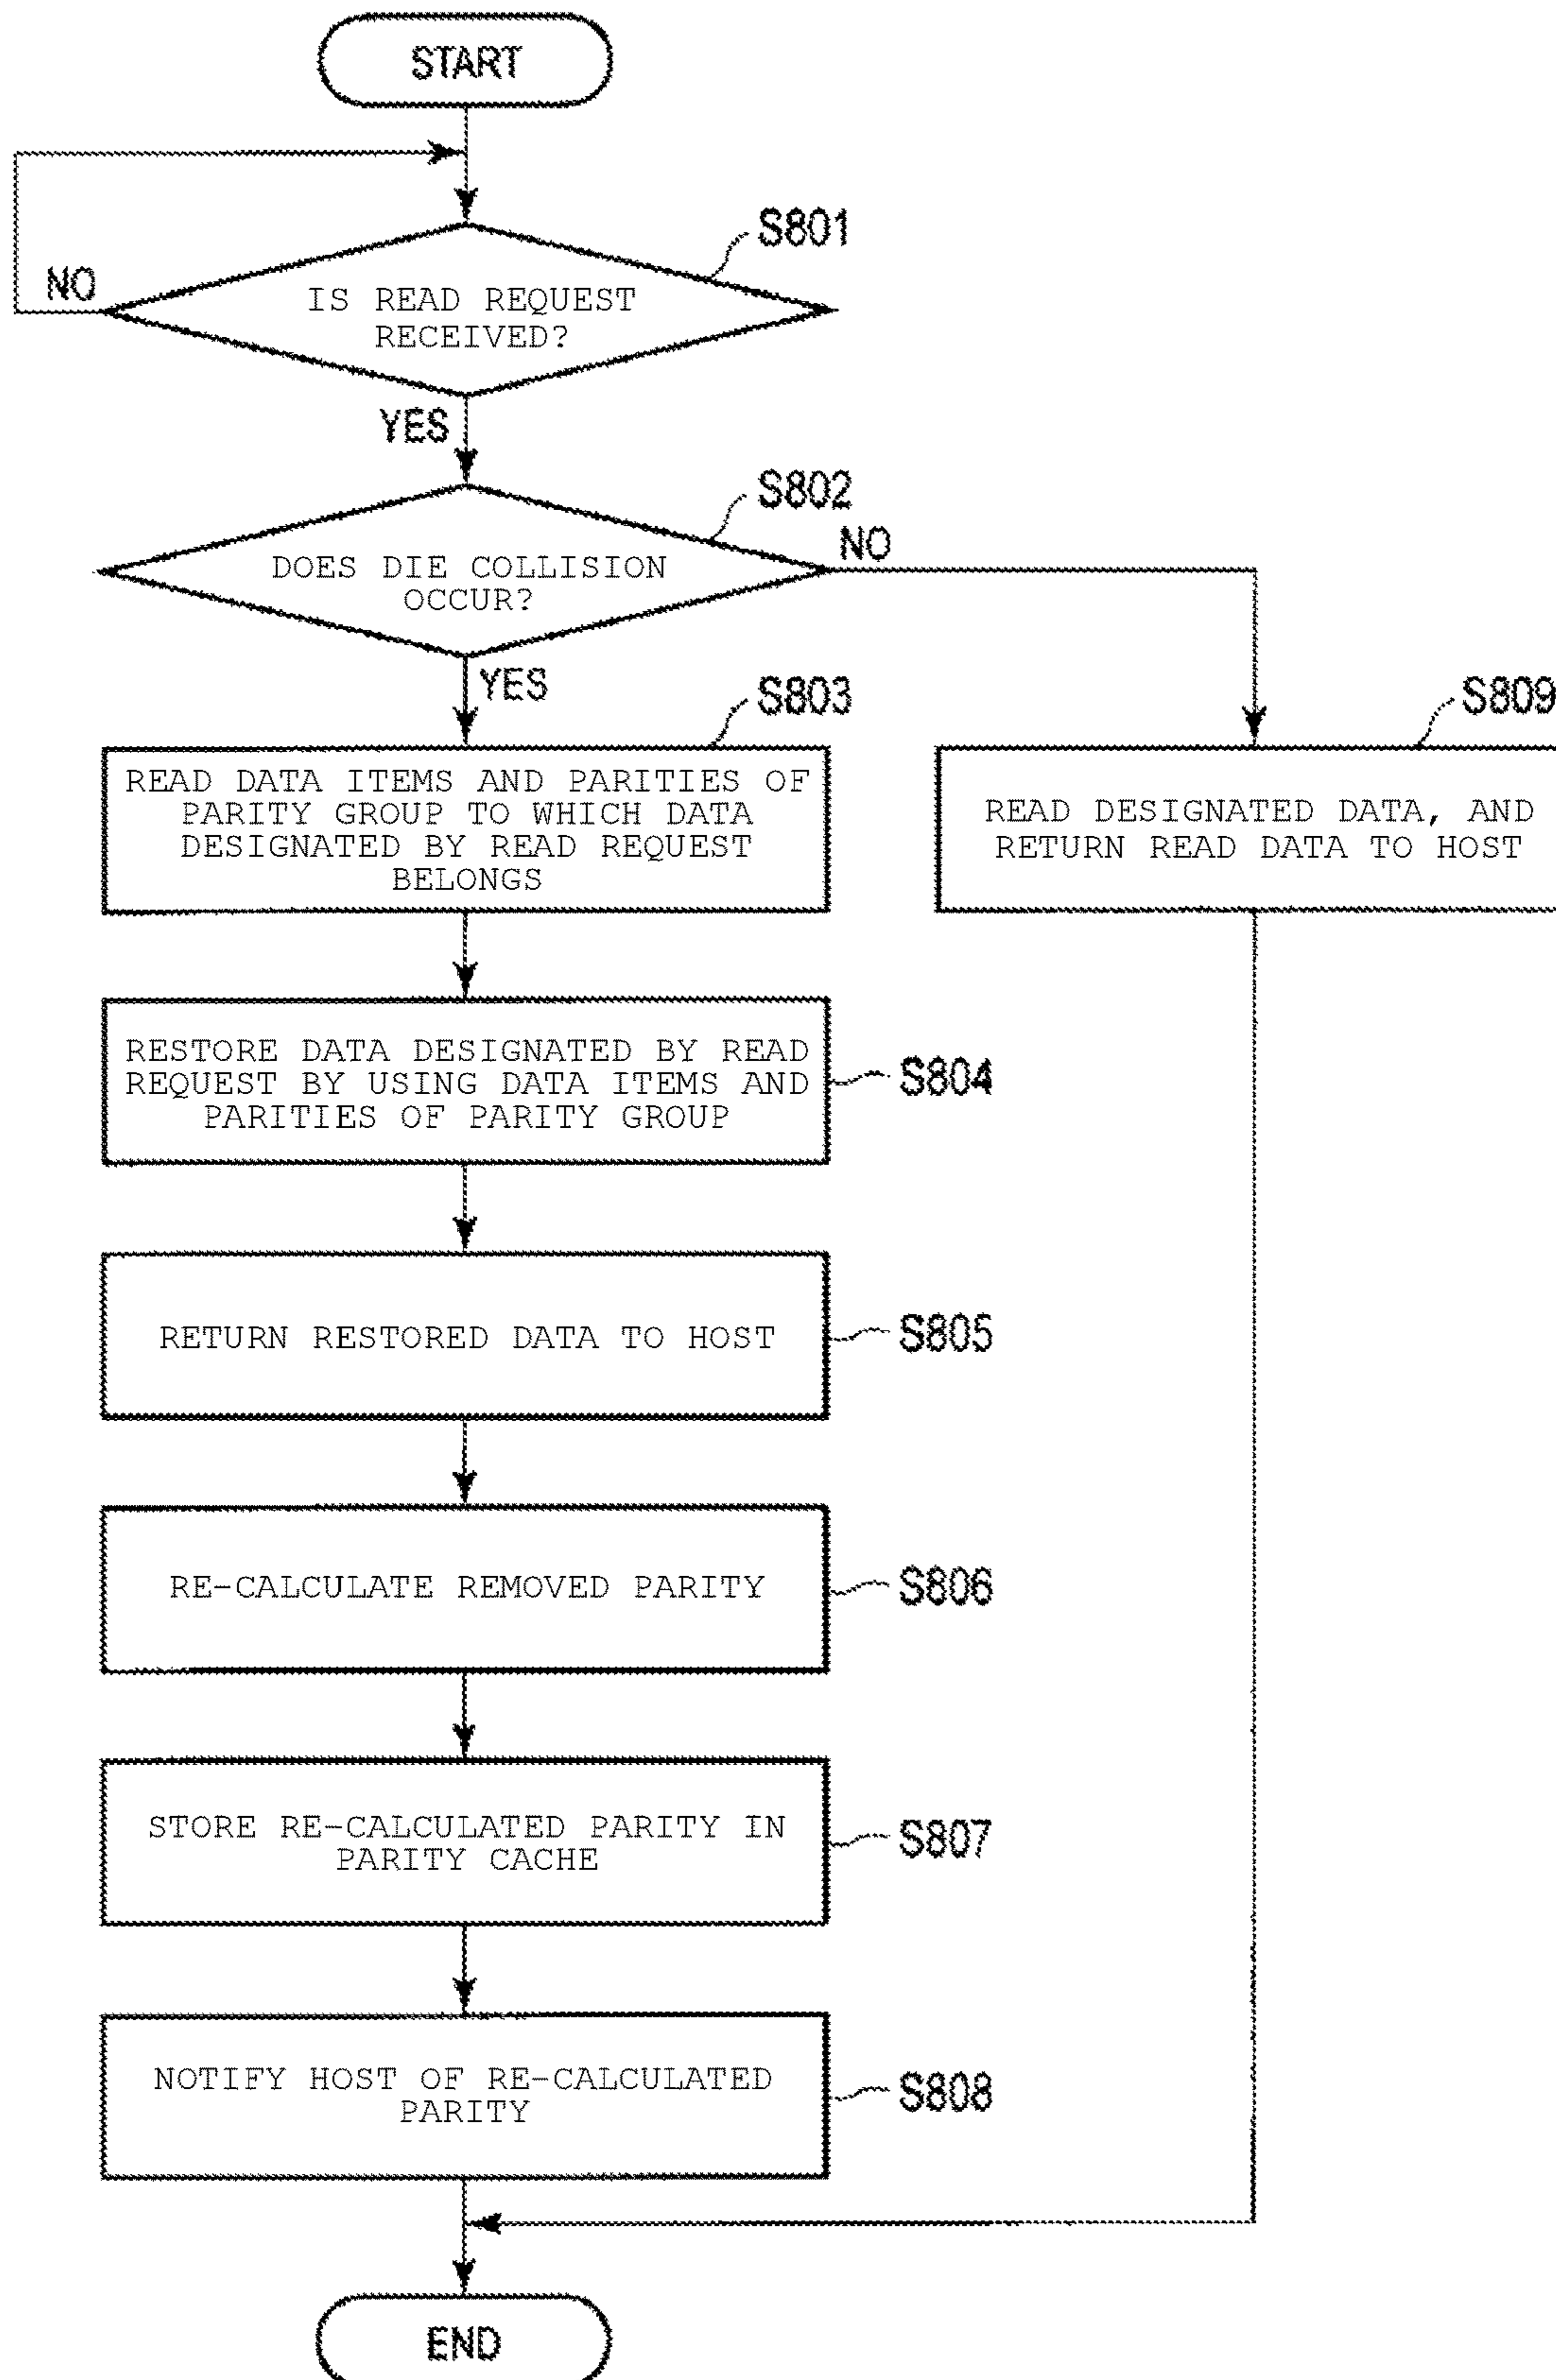 START
S801
NO
IS READ REQUEST
RECEIVED?
YES
S802
NO
DOES DIE COLLISION
OCCUR?
YES
S803
S809
READ DATA ITEMS AND PARITIES OF
PARITY GROUP TO WHICH DATA
DESIGNATED BY READ REQUEST
BELONGS
READ DESIGNATED DATA, AND
RETURN READ DATA TO HOST
RESTORE DATA DESIGNATED BY READ
REQUEST BY USING DATA ITEMS AND
PARITIES OF PARITY GROUP
S804
RETURN RESTORED DATA TO HOST
S805
RE-CALCULATE REMOVED PARITY
S806
STORE RE-CALCULATED PARITY IN
PARITY CACHE
S807
NOTIFY HOST OF RE-CALCULATED
PARITY
S808
END